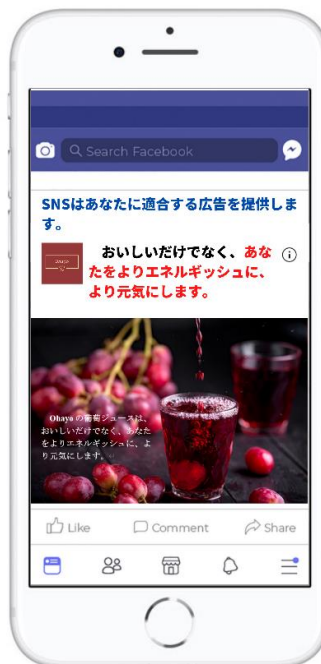 Search Facebook
SNSはあなたに適合する広告を提供しま
す。
おいしいだけでなく、あな
たをよりエネルギッシュに、
より元気にします。
Ohayo の葡萄ジュースは、
おいしいだけでなく、あなた
をよりエネルギッシュに、よ
り元気にします。
Like
Comment
Share